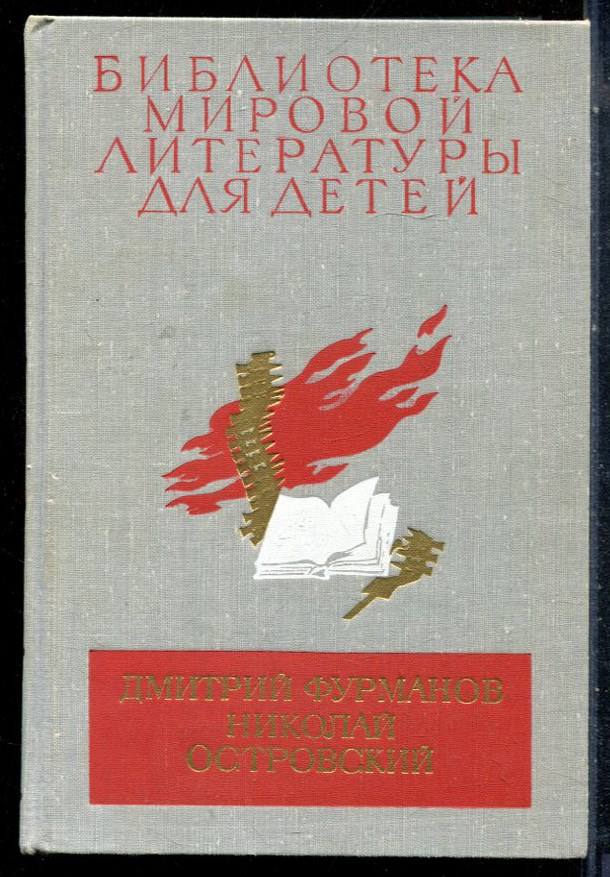 БИБЛИОТЕКА
МИРОВОЙ
ЛИТЕРАТУРЫ
ДЛЯ ДЕТЕЙ
ДМИТРИЙ ФУРМАНОВ
НИКОЛАЙ
ОСТРОВСКИЙ